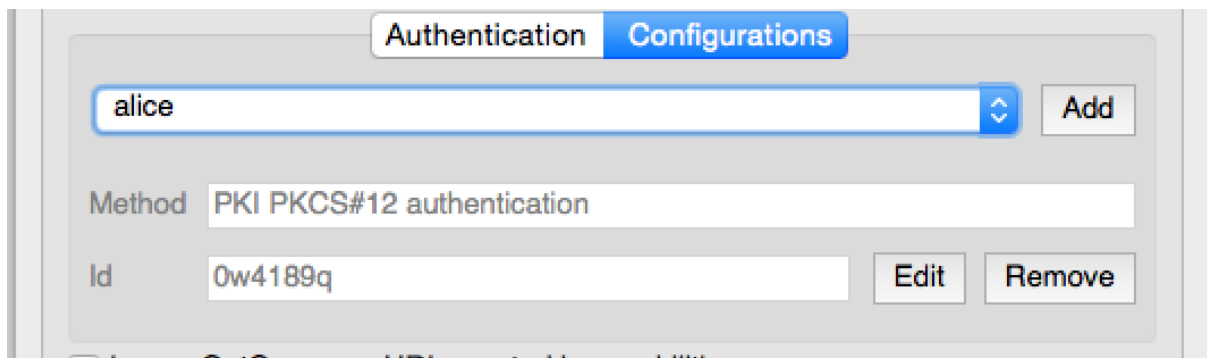 Authentication Configurations
alice Add
Method PKI PKCS#12 authentication
Id 0w4189q Edit Remove